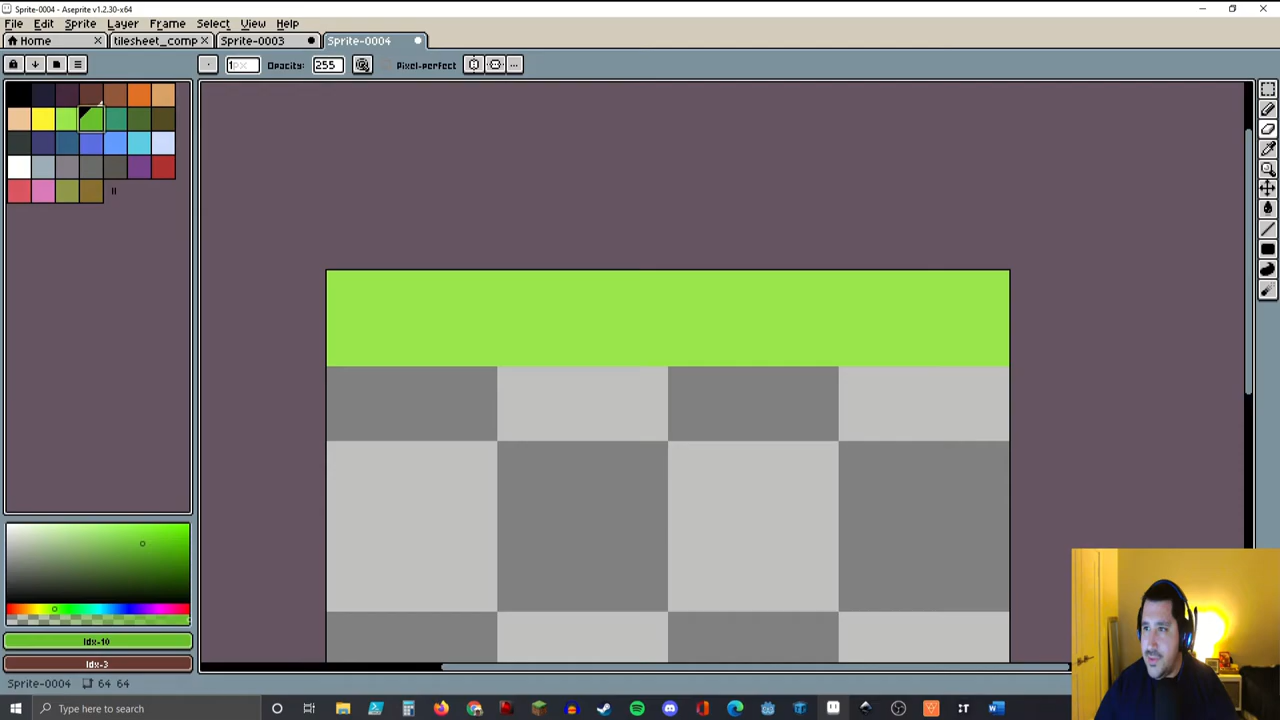 Sprite-0004 - Aseprite v1.2.30-x64
File Edit Sprite Layer Frame Select View Help
Home tilesheet_comp Sprite-0003 Sprite-0004
1px Opacity: 255 Pixel-perfect
Idx-10
Idx-3
Sprite-0004 64 64
Type here to search